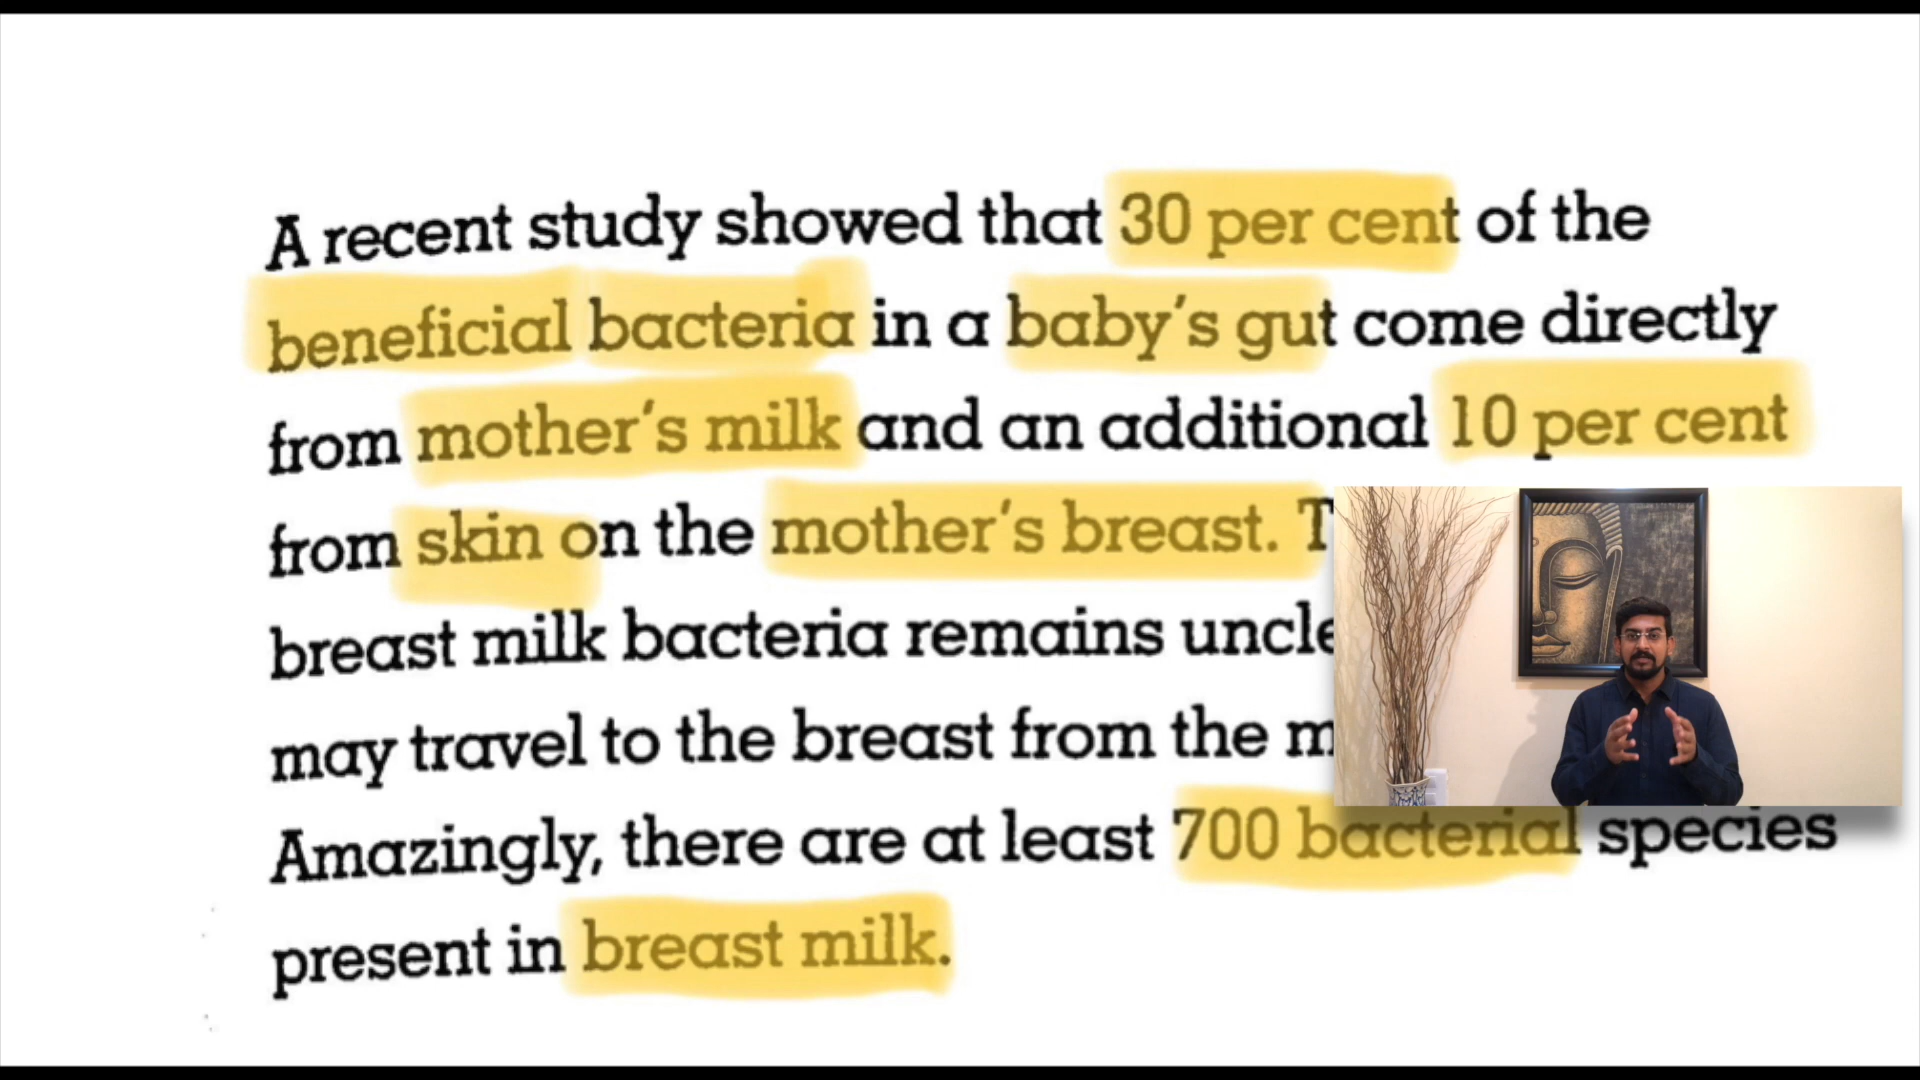 A recent study showed that 30 per cent of the
beneficial bacteria in a baby's gut come directly
from mother's milk and an additional 10 per cent
from skin on the mother's breast.
breast milk bacteria remains
may travel to the breast from the
Amazingly, there are at least 700 bacterial species
present in breast milk.